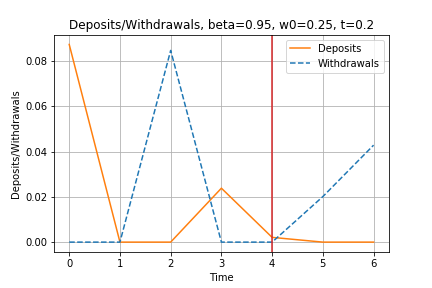 Deposits/Withdrawals, beta=0.95, w0=0.25, t=0.2
Deposits
Withdrawals
Deposits/Withdrawals
0.08
0.06
0.04
0.02
0.00
0 1 2 3 4 5 6
Time